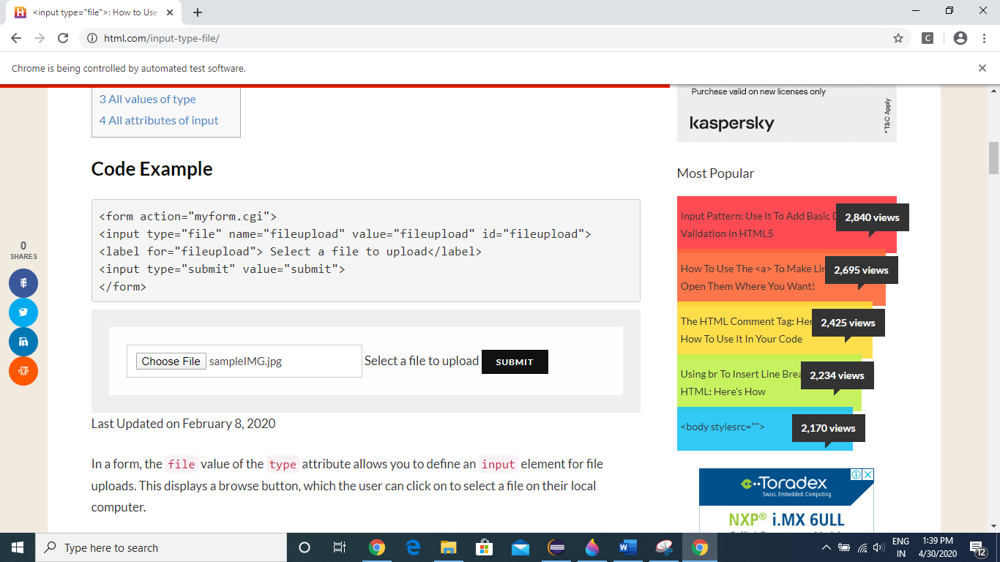 <input type="file">: How to Use
html.com/input-type-file/
C
Chrome is being controlled by automated test software.
3 All values of type
4 All attributes of input
Code Example
<form action="myform.cgi">
<input type="file" name="fileupload" value="fileupload" id="fileupload">
<label for="fileupload"> Select a file to upload</label>
<input type="submit" value="submit">
</form>
Choose File sampleIMG.jpg Select a file to upload SUBMIT
Last Updated on February 8, 2020
In a form, the file value of the type attribute allows you to define an input element for file
uploads. This displays a browse button, which the user can click on to select a file on their local
computer.
0
SHARES
Purchase valid on new licenses only
kaspersky
*T&C Apply
Most Popular
Input Pattern: Use It To Add Basic D
Validation In HTML5
2,840 views
How To Use The <a> To Make Lin
Open Them Where You Want!
2,695 views
The HTML Comment Tag: Her
How To Use It In Your Code
2,425 views
Using br To Insert Line Brea
HTML: Here's How
2,234 views
<body stylesrc="">
2,170 views
Toradex
Swiss. Embedded. Computing.
NXP® i.MX 6ULL
Type here to search
ENG
IN
1:39 PM
4/30/2020
12